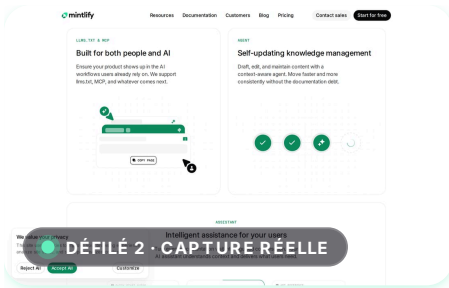 mintlify
Resources Documentation Customers Blog Pricing
Contact sales Start for free
LLMS.TXT & MCP
Built for both people and AI
Ensure your product shows up in the AI
workflows users already rely on. We support
llms.txt, MCP, and whatever comes next.
COPY PAGE
AGENT
Self-updating knowledge management
Draft, edit, and maintain content with a
context-aware agent. Move faster and more
consistently without the documentation debt.
ASSISTANT
Intelligent assistance for your users
We value your privacy
DÉFILÉ 2 · CAPTURE RÉELLE
Reject All Accept All Customize